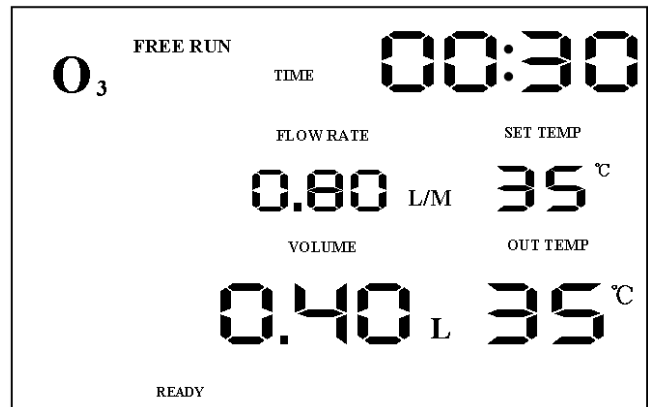 O₃ FREE RUN TIME 00:30
FLOW RATE SET TEMP
0.80 L/M 35 ℃
VOLUME OUT TEMP
0.40 L 35 ℃
READY